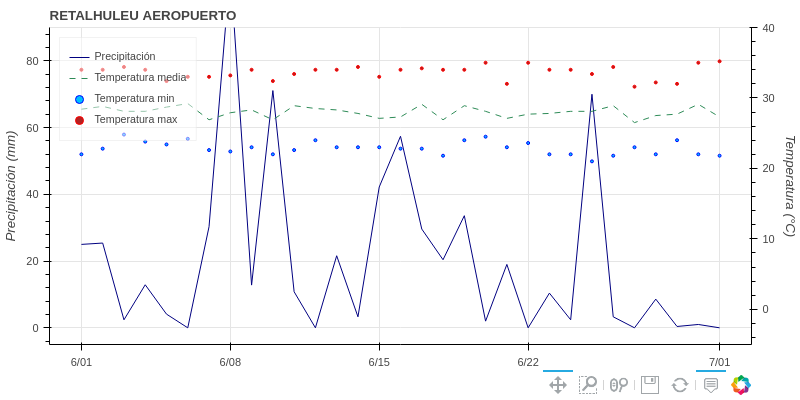 RETALHULEU AEROPUERTO
Precipitación
Temperatura media
Temperatura min
Temperatura max
Precipitación (mm)
80
60
40
20
0
Temperatura (°C)
40
30
20
10
0
6/01
6/08
6/15
6/22
7/01